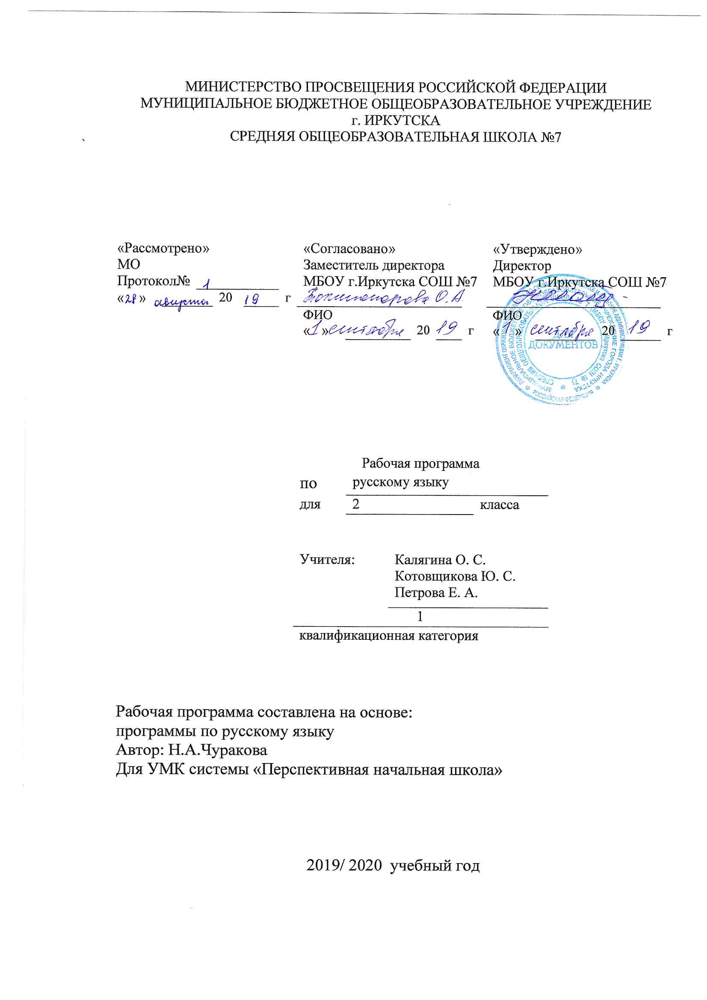 МИНИСТЕРСТВО ПРОСВЕЩЕНИЯ РОССИЙСКОЙ ФЕДЕРАЦИИ
МУНИЦИПАЛЬНОЕ БЮДЖЕТНОЕ ОБЩЕОБРАЗОВАТЕЛЬНОЕ УЧРЕЖДЕНИЕ
г. ИРКУТСКА
СРЕДНЯЯ ОБЩЕОБРАЗОВАТЕЛЬНАЯ ШКОЛА №7
«Рассмотрено»
МО
Протокол№ 1
«28» августа 20 19 г
«Согласовано»
Заместитель директора
МБОУ г.Иркутска СОШ №7
О.А
ФИО
«1» сентября 20 19 г
«Утверждено»
Директор
МБОУ г.Иркутска СОШ №7
ФИО
«1» сентября 20 19 г
ДЛЯ
ДОКУМЕНТОВ
РОССИЙСКАЯ ФЕДЕРАЦИЯ
Рабочая программа
по русскому языку
для 2 класса
Учителя: Калягина О. С.
Котовщикова Ю. С.
Петрова Е. А.
1
квалификационная категория
Рабочая программа составлена на основе:
программы по русскому языку
Автор: Н.А.Чуракова
Для УМК системы «Перспективная начальная школа»
2019/ 2020 учебный год